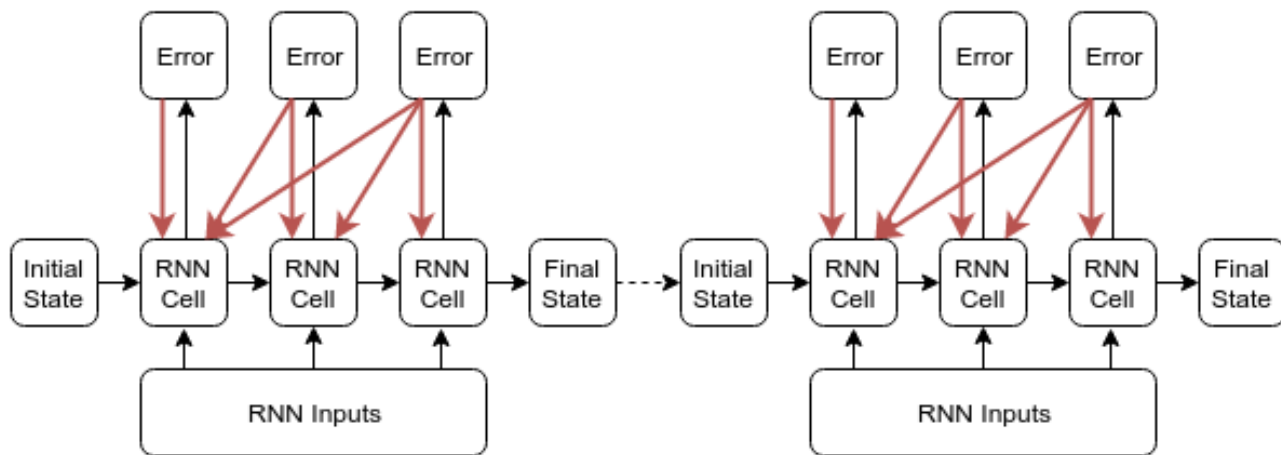 Error
Error
Error
Error
Error
Error
Initial
State
RNN
Cell
RNN
Cell
RNN
Cell
Final
State
Initial
State
RNN
Cell
RNN
Cell
RNN
Cell
Final
State
RNN Inputs
RNN Inputs